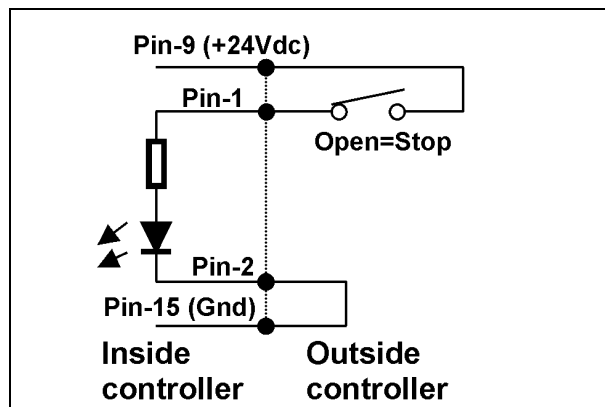 Pin-9 (+24Vdc)
Pin-1
Open=Stop
Pin-2
Pin-15 (Gnd)
Inside
controller
Outside
controller